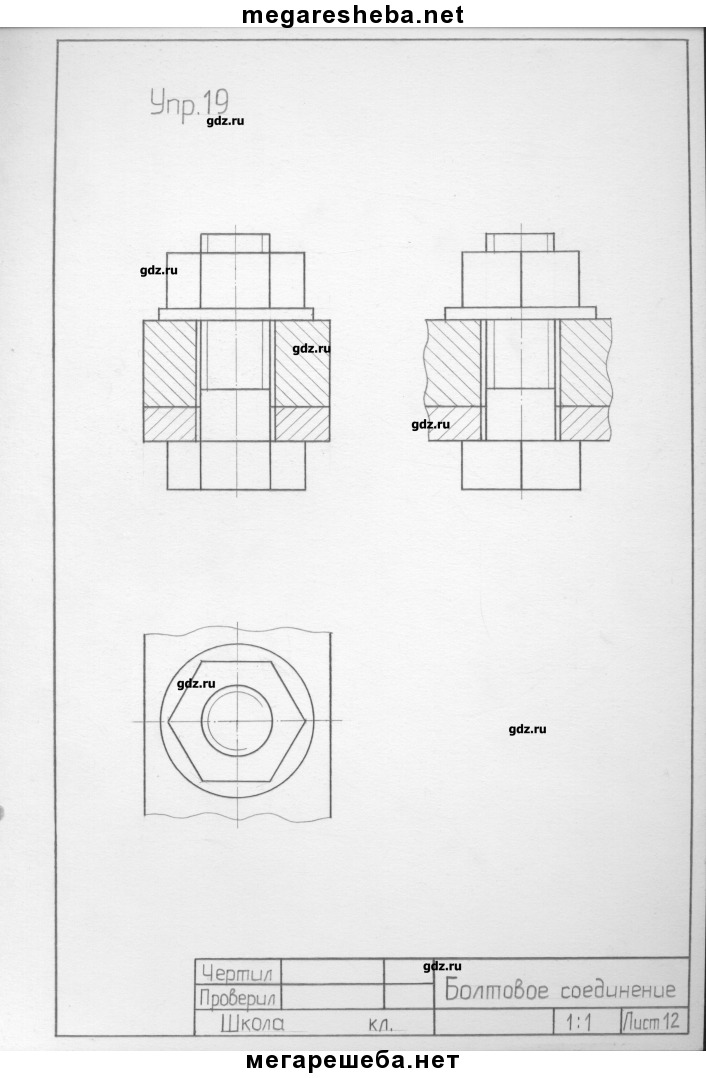 megaresheba.net
Упр.19
gdz.ru
gdz.ru
gdz.ru
gdz.ru
gdz.ru
gdz.ru
gdz.ru
Чертил
Проверил
Болтовое соединение
Школа кл.
1:1
Лист 12
мегарешеба.нет